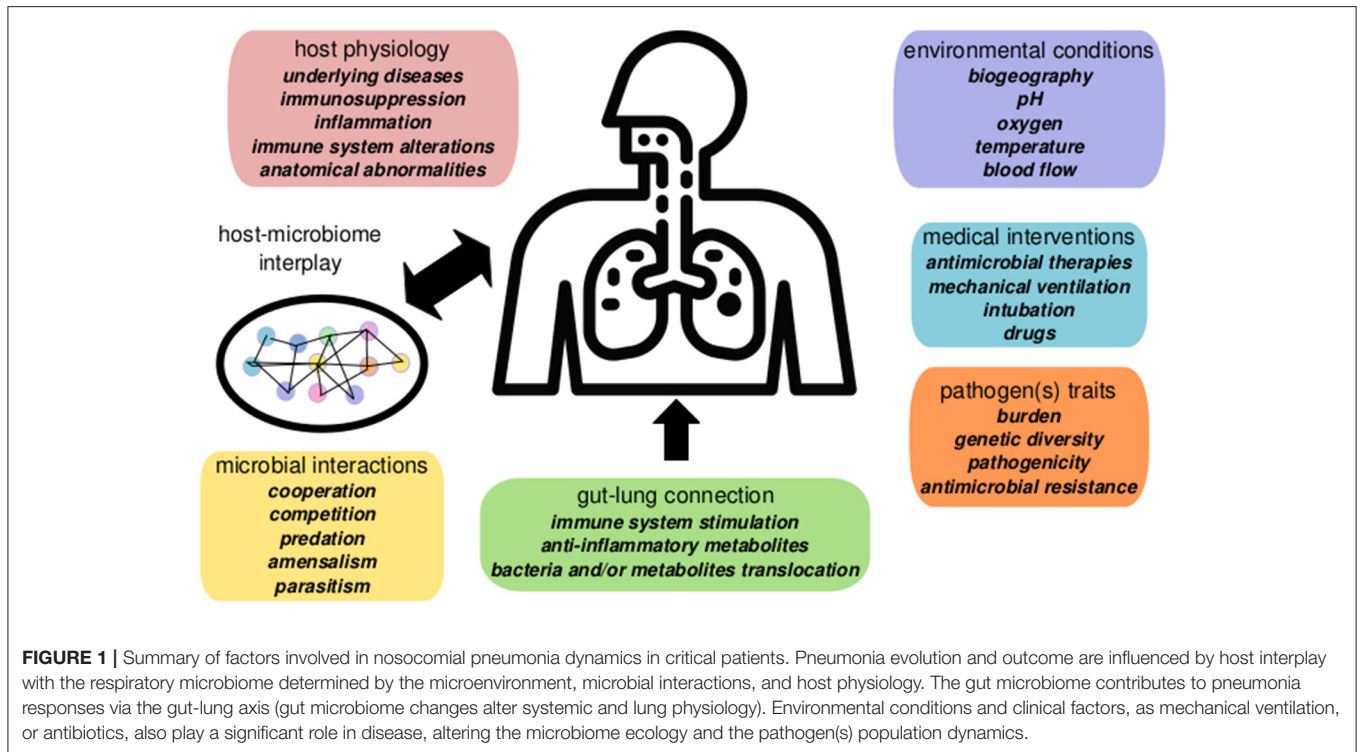 host physiology
underlying diseases
immunosuppression
inflammation
immune system alterations
anatomical abnormalities
environmental conditions
biogeography
pH
oxygen
temperature
blood flow
host-microbiome
interplay
medical interventions
antimicrobial therapies
mechanical ventilation
intubation
drugs
pathogen(s) traits
burden
genetic diversity
pathogenicity
antimicrobial resistance
microbial interactions
cooperation
competition
predation
amensalism
parasitism
gut-lung connection
immune system stimulation
anti-inflammatory metabolites
bacteria and/or metabolites translocation
FIGURE 1 | Summary of factors involved in nosocomial pneumonia dynamics in critical patients. Pneumonia evolution and outcome are influenced by host interplay
with the respiratory microbiome determined by the microenvironment, microbial interactions, and host physiology. The gut microbiome contributes to pneumonia
responses via the gut-lung axis (gut microbiome changes alter systemic and lung physiology). Environmental conditions and clinical factors, as mechanical ventilation,
or antibiotics, also play a significant role in disease, altering the microbiome ecology and the pathogen(s) population dynamics.